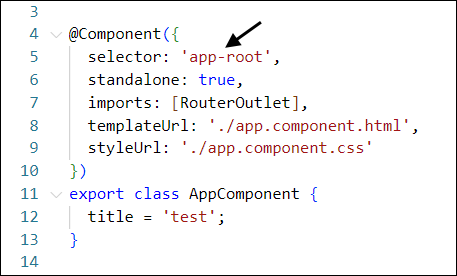 3
4 @Component({
5   selector: 'app-root',
6   standalone: true,
7   imports: [RouterOutlet],
8   templateUrl: './app.component.html',
9   styleUrl: './app.component.css'
10 })
11 export class AppComponent {
12   title = 'test';
13 }
14